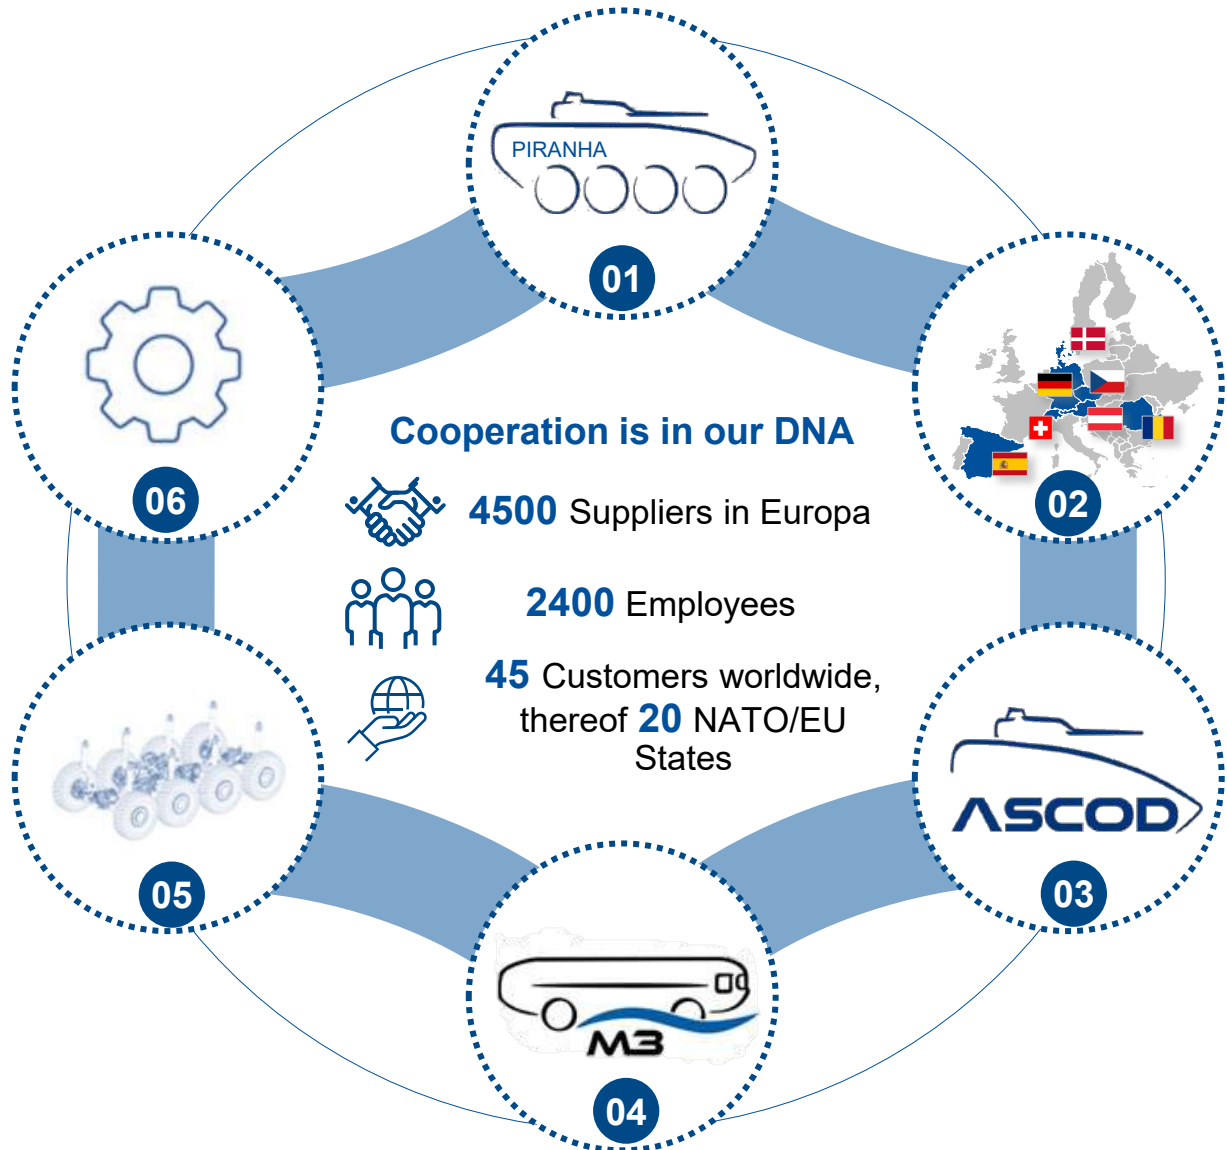 PIRANHA
01
02
06
Cooperation is in our DNA
4500 Suppliers in Europa
2400 Employees
45 Customers worldwide,
thereof 20 NATO/EU
States
ASCOD
03
05
M3
04